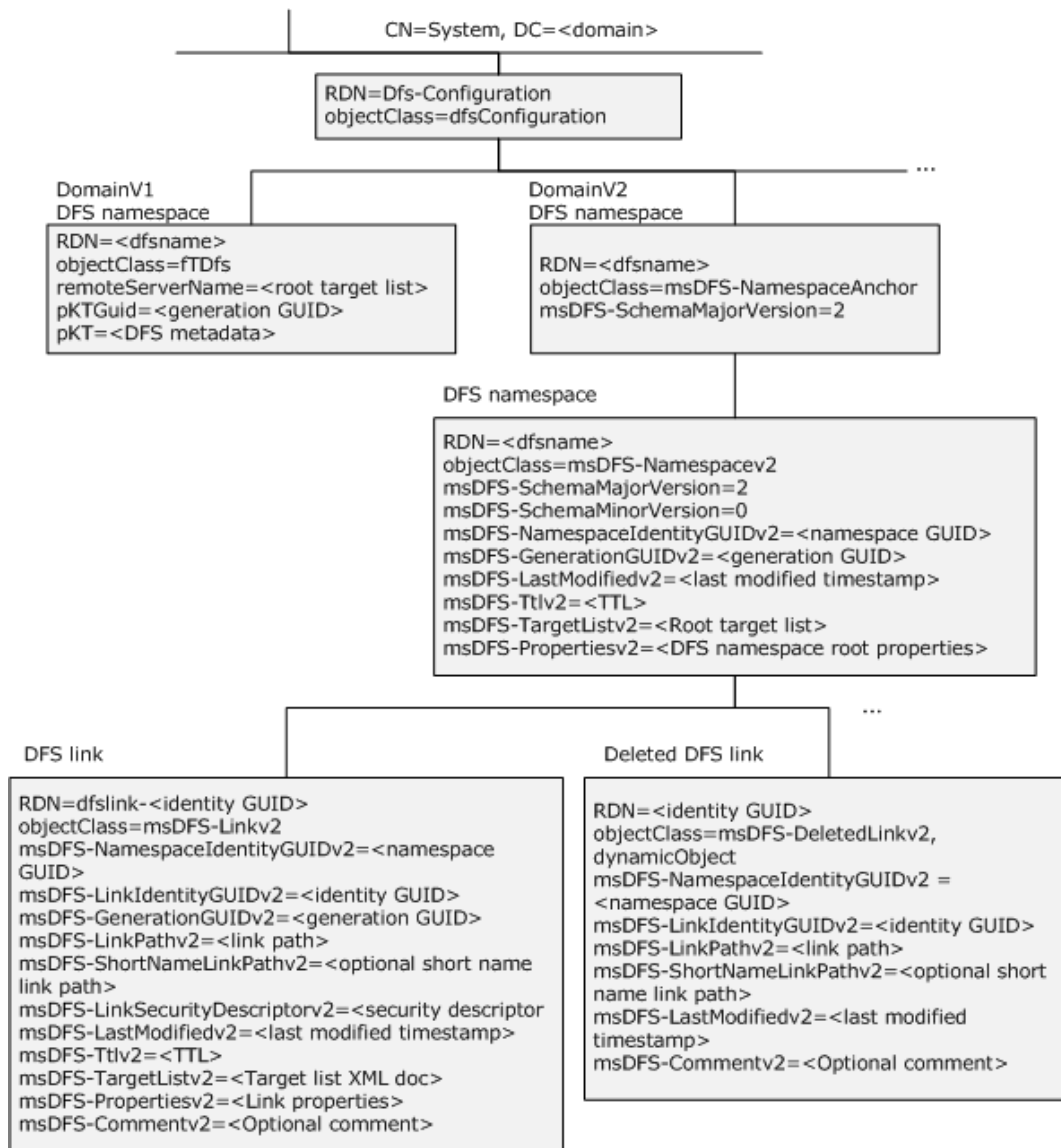 CN=System, DC=<domain>
RDN=Dfs-Configuration
objectClass=dfsConfiguration
...
DomainV1
DFS namespace
RDN=<dfsname>
objectClass=fTDfs
remoteServerName=<root target list>
pKTGuid=<generation GUID>
pKT=<DFS metadata>
DomainV2
DFS namespace
RDN=<dfsname>
objectClass=msDFS-NamespaceAnchor
msDFS-SchemaMajorVersion=2
DFS namespace
RDN=<dfsname>
objectClass=msDFS-Namespacev2
msDFS-SchemaMajorVersion=2
msDFS-SchemaMinorVersion=0
msDFS-NamespaceIdentityGUIDv2=<namespace GUID>
msDFS-GenerationGUIDv2=<generation GUID>
msDFS-LastModifiedv2=<last modified timestamp>
msDFS-Ttlv2=<TTL>
msDFS-TargetListv2=<Root target list>
msDFS-Propertiesv2=<DFS namespace root properties>
...
DFS link
RDN=dfslink-<identity GUID>
objectClass=msDFS-Linkv2
msDFS-NamespaceIdentityGUIDv2=<namespace
GUID>
msDFS-LinkIdentityGUIDv2=<identity GUID>
msDFS-GenerationGUIDv2=<generation GUID>
msDFS-LinkPathv2=<link path>
msDFS-ShortNameLinkPathv2=<optional short name
link path>
msDFS-LinkSecurityDescriptorv2=<security descriptor
msDFS-LastModifiedv2=<last modified timestamp>
msDFS-Ttlv2=<TTL>
msDFS-TargetListv2=<Target list XML doc>
msDFS-Propertiesv2=<Link properties>
msDFS-Commentv2=<Optional comment>
Deleted DFS link
RDN=<identity GUID>
objectClass=msDFS-DeletedLinkv2,
dynamicObject
msDFS-NamespaceIdentityGUIDv2 =
<namespace GUID>
msDFS-LinkIdentityGUIDv2=<identity GUID>
msDFS-LinkPathv2=<link path>
msDFS-ShortNameLinkPathv2=<optional short
name link path>
msDFS-LastModifiedv2=<last modified
timestamp>
msDFS-Commentv2=<Optional comment>